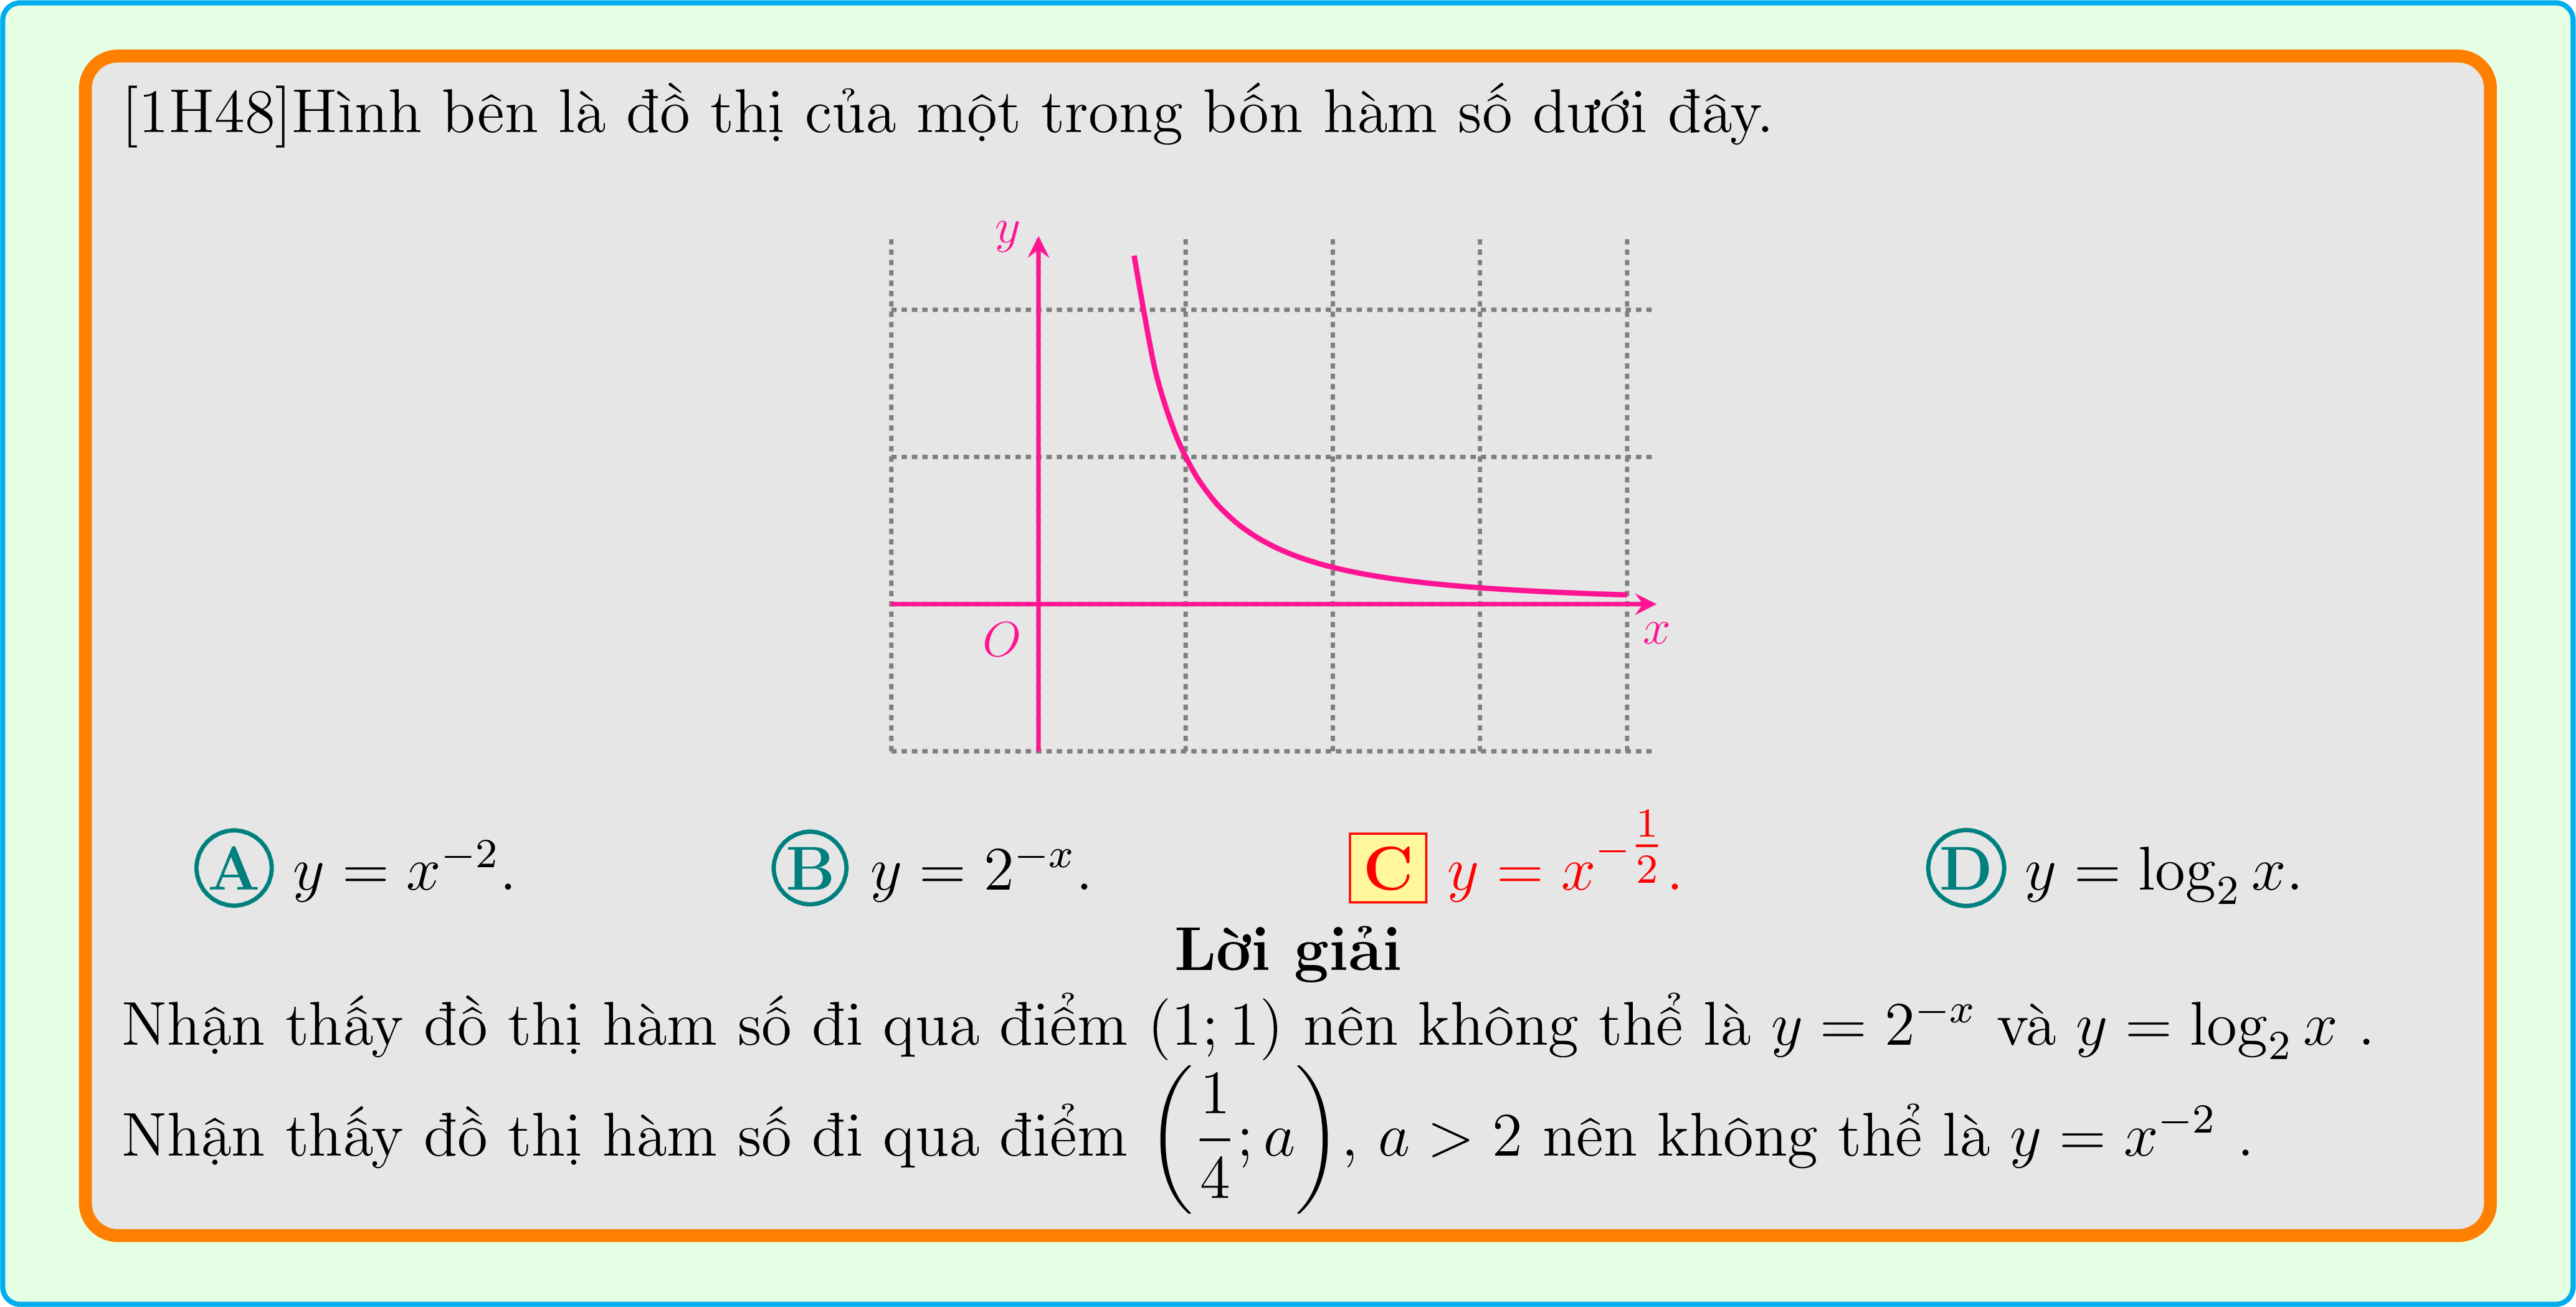 [1H48]Hình bên là đồ thị của một trong bốn hàm số dưới đây.
y
O
x
A y = x^{-2}. B y = 2^{-x}. C y = x^{-\frac{1}{2}}. D y = log_2 x.
Lời giải
Nhận thấy đồ thị hàm số đi qua điểm (1; 1) nên không thể là y = 2^{-x} và y = log_2 x .
Nhận thấy đồ thị hàm số đi qua điểm (\frac{1}{4}; a), a > 2 nên không thể là y = x^{-2} .